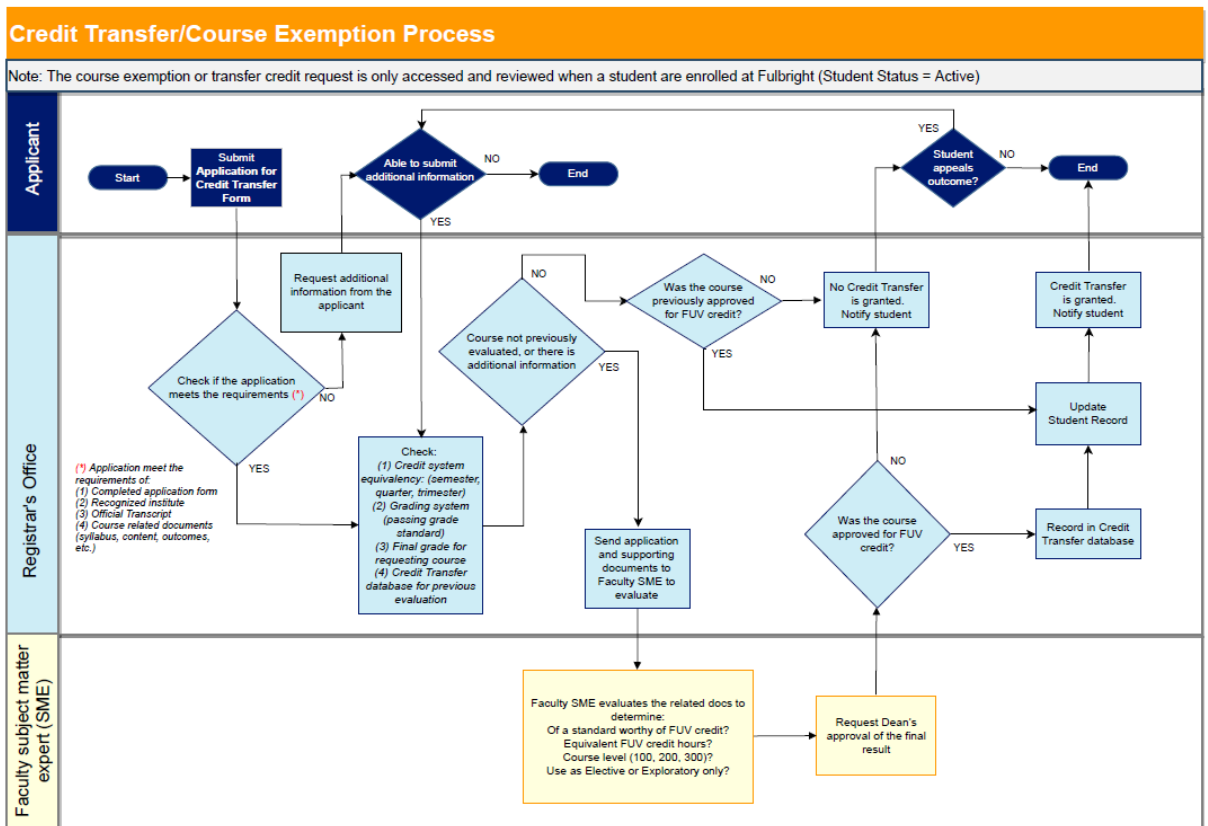 Credit Transfer/Course Exemption Process
Note: The course exemption or transfer credit request is only accessed and reviewed when a student are enrolled at Fulbright (Student Status = Active)
Applicant
Start
Submit
Application for
Credit Transfer
Form
Able to submit
additional information
NO
End
YES
YES
Student
appeals
outcome?
NO
End
Registrar's Office
Request additional
information from the
applicant
Check if the application
meets the requirements (*)
NO
YES
(*) Application meet the
requirements of:
(1) Completed application form
(2) Recognized institute
(3) Official Transcript
(4) Course related documents
(syllabus, content, outcomes,
etc.)
Check:
(1) Credit system
equivalency: (semester,
quarter, trimester)
(2) Grading system
(passing grade
standard)
(3) Final grade for
requesting course
(4) Credit Transfer
database for previous
evaluation
NO
Course not previously
evaluated, or there is
additional information
YES
Was the course
previously approved
for FUV credit?
NO
YES
No Credit Transfer
is granted.
Notify student
Credit Transfer
is granted.
Notify student
Update
Student Record
Send application
and supporting
documents to
Faculty SME to
evaluate
NO
Was the course
approved for FUV
credit?
YES
Record in Credit
Transfer database
Faculty subject matter
expert (SME)
Faculty SME evaluates the related docs to
determine:
Of a standard worthy of FUV credit?
Equivalent FUV credit hours?
Course level (100, 200, 300)?
Use as Elective or Exploratory only?
Request Dean's
approval of the final
result